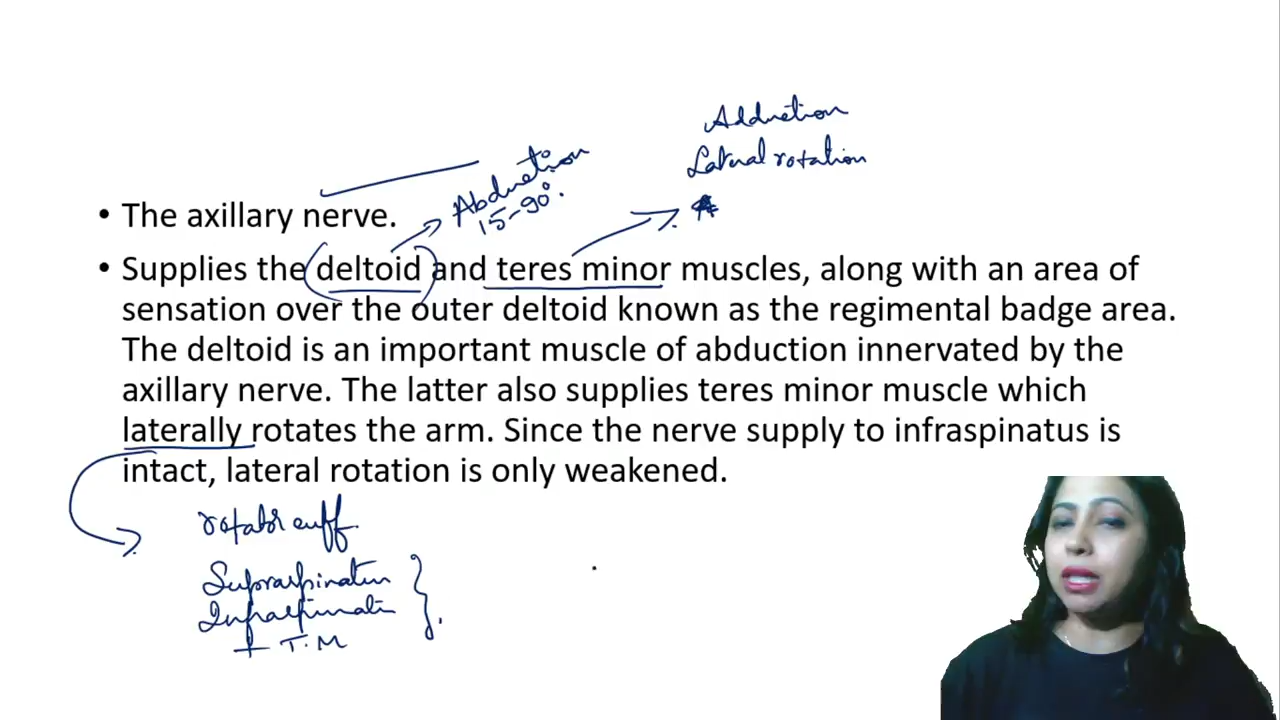 Adduction
Lateral rotation
Abduction
15-90°.
• The axillary nerve.
• Supplies the deltoid and teres minor muscles, along with an area of
sensation over the outer deltoid known as the regimental badge area.
The deltoid is an important muscle of abduction innervated by the
axillary nerve. The latter also supplies teres minor muscle which
laterally rotates the arm. Since the nerve supply to infraspinatus is
intact, lateral rotation is only weakened.
rotator cuff.
Supraspinatus
Infraspinatus
+ T.M